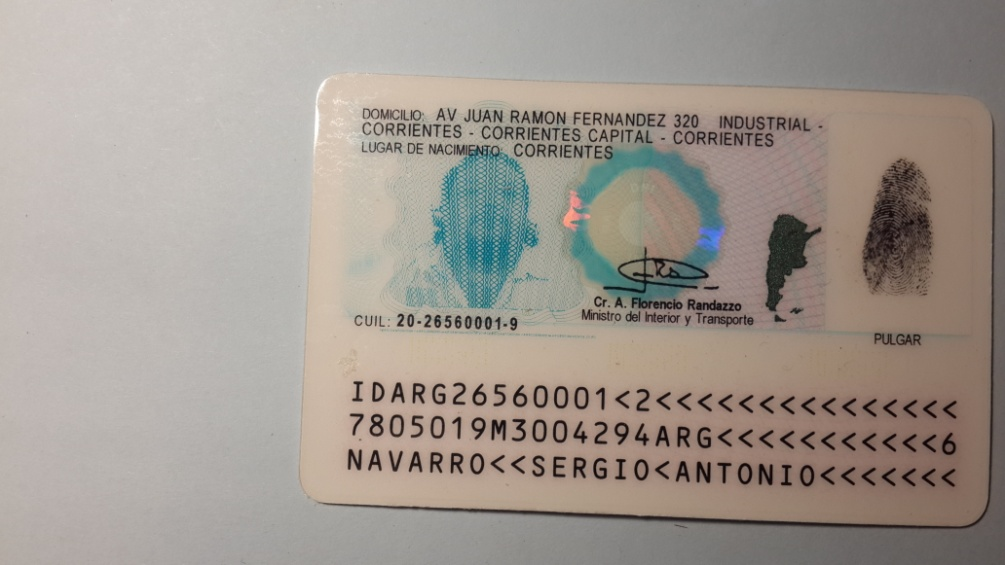 DOMICILIO: AV JUAN RAMON FERNANDEZ 320 INDUSTRIAL -
CORRIENTES - CORRIENTES CAPITAL - CORRIENTES
LUGAR DE NACIMIENTO: CORRIENTES
Cr. A. Florencio Randazzo
Ministro del Interior y Transporte
CUIL: 20-26560001-9
PULGAR
IDARG26560001<2<<<<<<<<<<<<<<<
7805019M3004294ARG<<<<<<<<<<<6
NAVARRO<<SERGIO<ANTONIO<<<<<<<